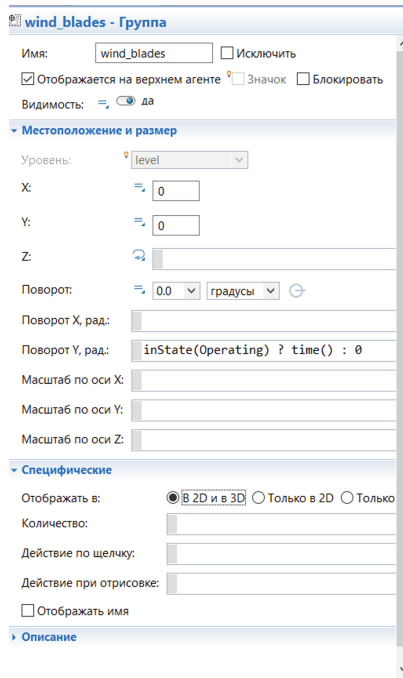 wind_blades - Группа
Имя: wind_blades Исключить
Отображается на верхнем агенте Значок Блокировать
Видимость: = да
Местоположение и размер
Уровень: level
X: = 0
Y: = 0
Z:
Поворот: = 0.0 градусы
Поворот X, рад.:
Поворот Y, рад.: inState(Operating) ? time() : 0
Масштаб по оси X:
Масштаб по оси Y:
Масштаб по оси Z:
Специфические
Отображать в: В 2D и в 3D Только в 2D Только
Количество:
Действие по щелчку:
Действие при отрисовке:
Отображать имя
Описание